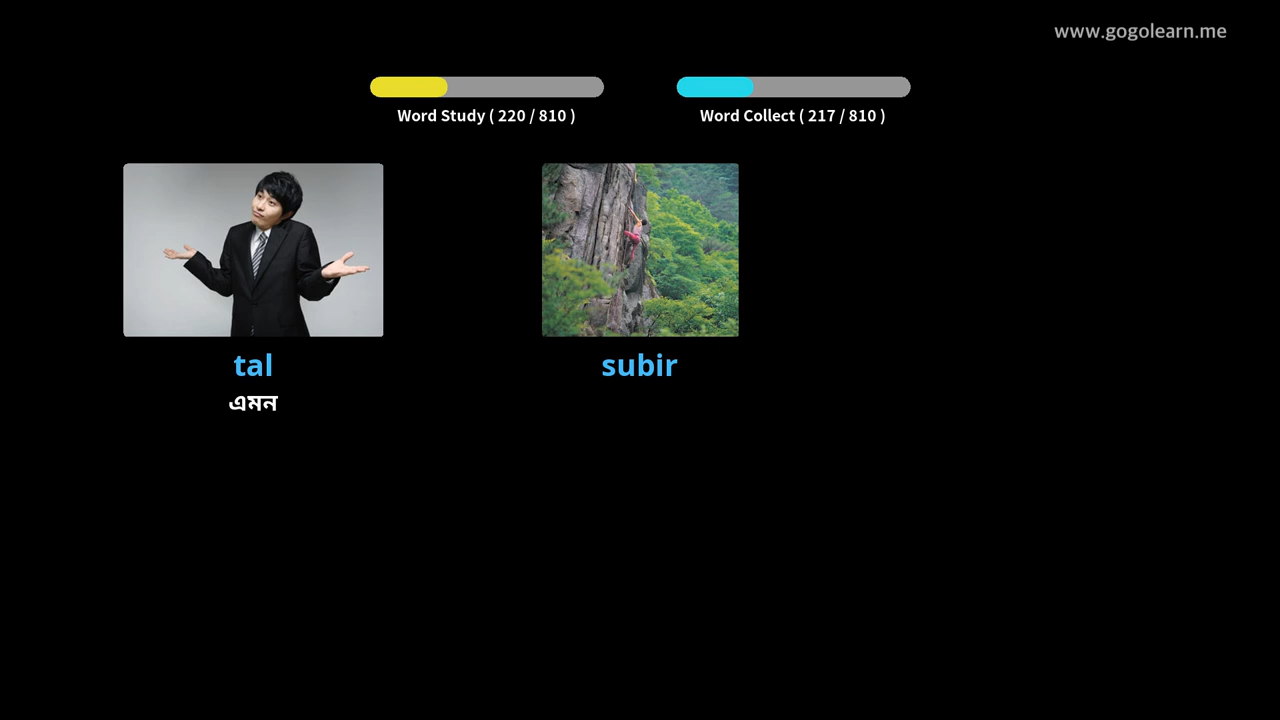 www.gogolearn.me
Word Study ( 220 / 810 )
Word Collect ( 217 / 810 )
tal
subir
এমন